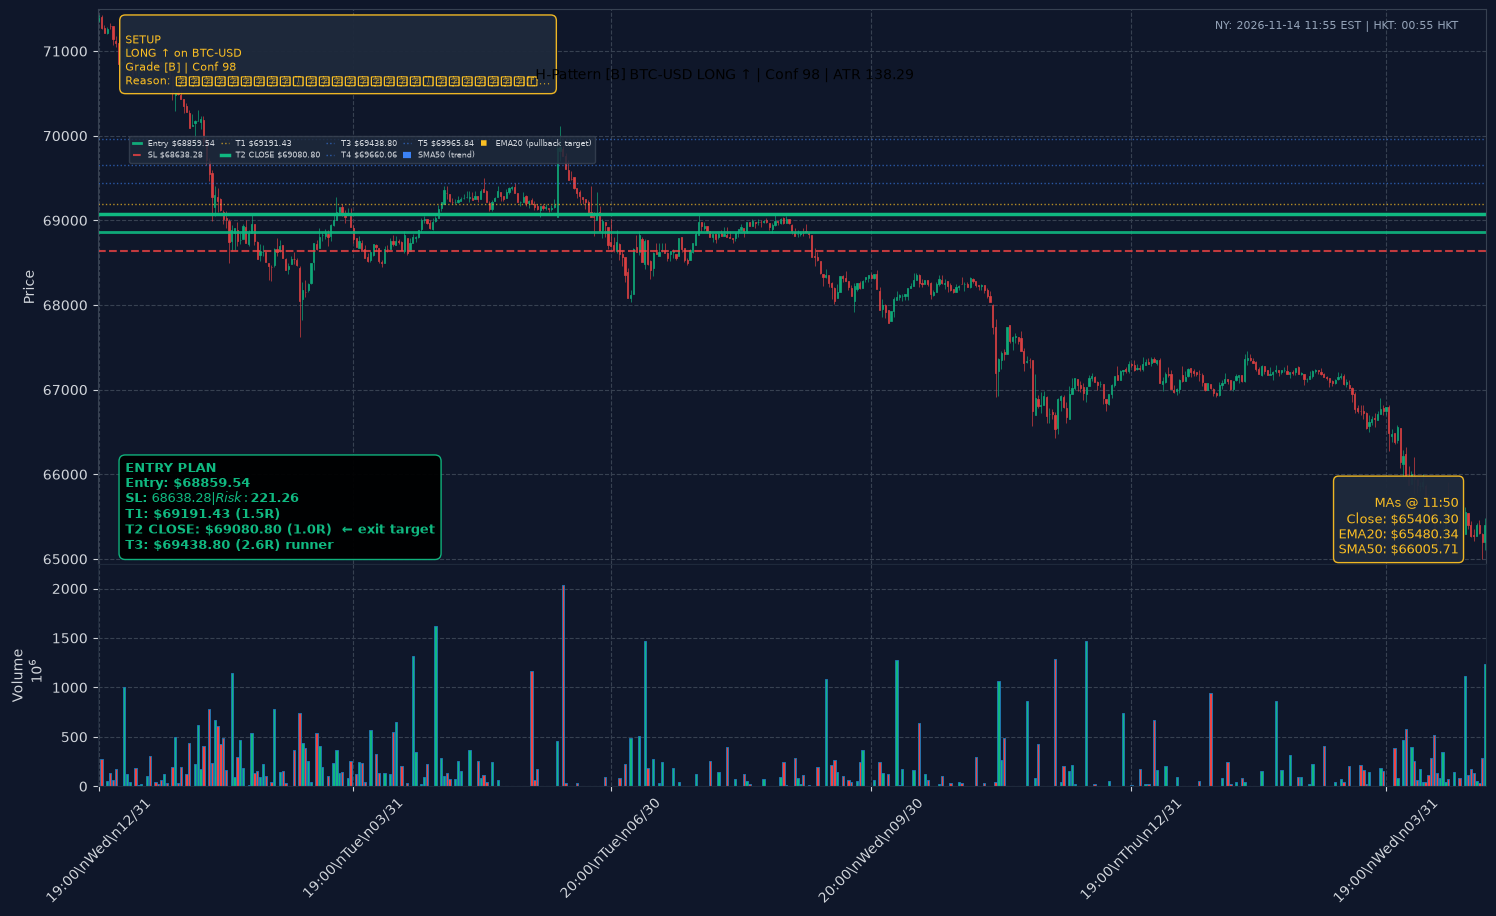 NY: 2026-11-14 11:55 EST | HKT: 00:55 HKT
SETUP
LONG ↑ on BTC-USD
Grade [B] | Conf 98
Reason:
H-Pattern [B] BTC-USD LONG ↑ | Conf 98 | ATR 138.29
Entry $68859.54
T1 $69191.43
T3 $69438.80
T5 $69965.84
EMA20 (pullback target)
SL $68638.28
T2 CLOSE $69080.80
T4 $69660.06
SMA50 (trend)
Price
71000
70000
69000
68000
67000
66000
65000
ENTRY PLAN
Entry: $68859.54
SL: 68638.28|Risk:221.26
T1: $69191.43 (1.5R)
T2 CLOSE: $69080.80 (1.0R) ← exit target
T3: $69438.80 (2.6R) runner
MAs @ 11:50
Close: $65406.30
EMA20: $65480.34
SMA50: $66005.71
Volume
10⁶
2000
1500
1000
500
0
19:00\nWed\n12/31
19:00\nTue\n03/31
20:00\nTue\n06/30
20:00\nWed\n09/30
19:00\nThu\n12/31
19:00\nWed\n03/31